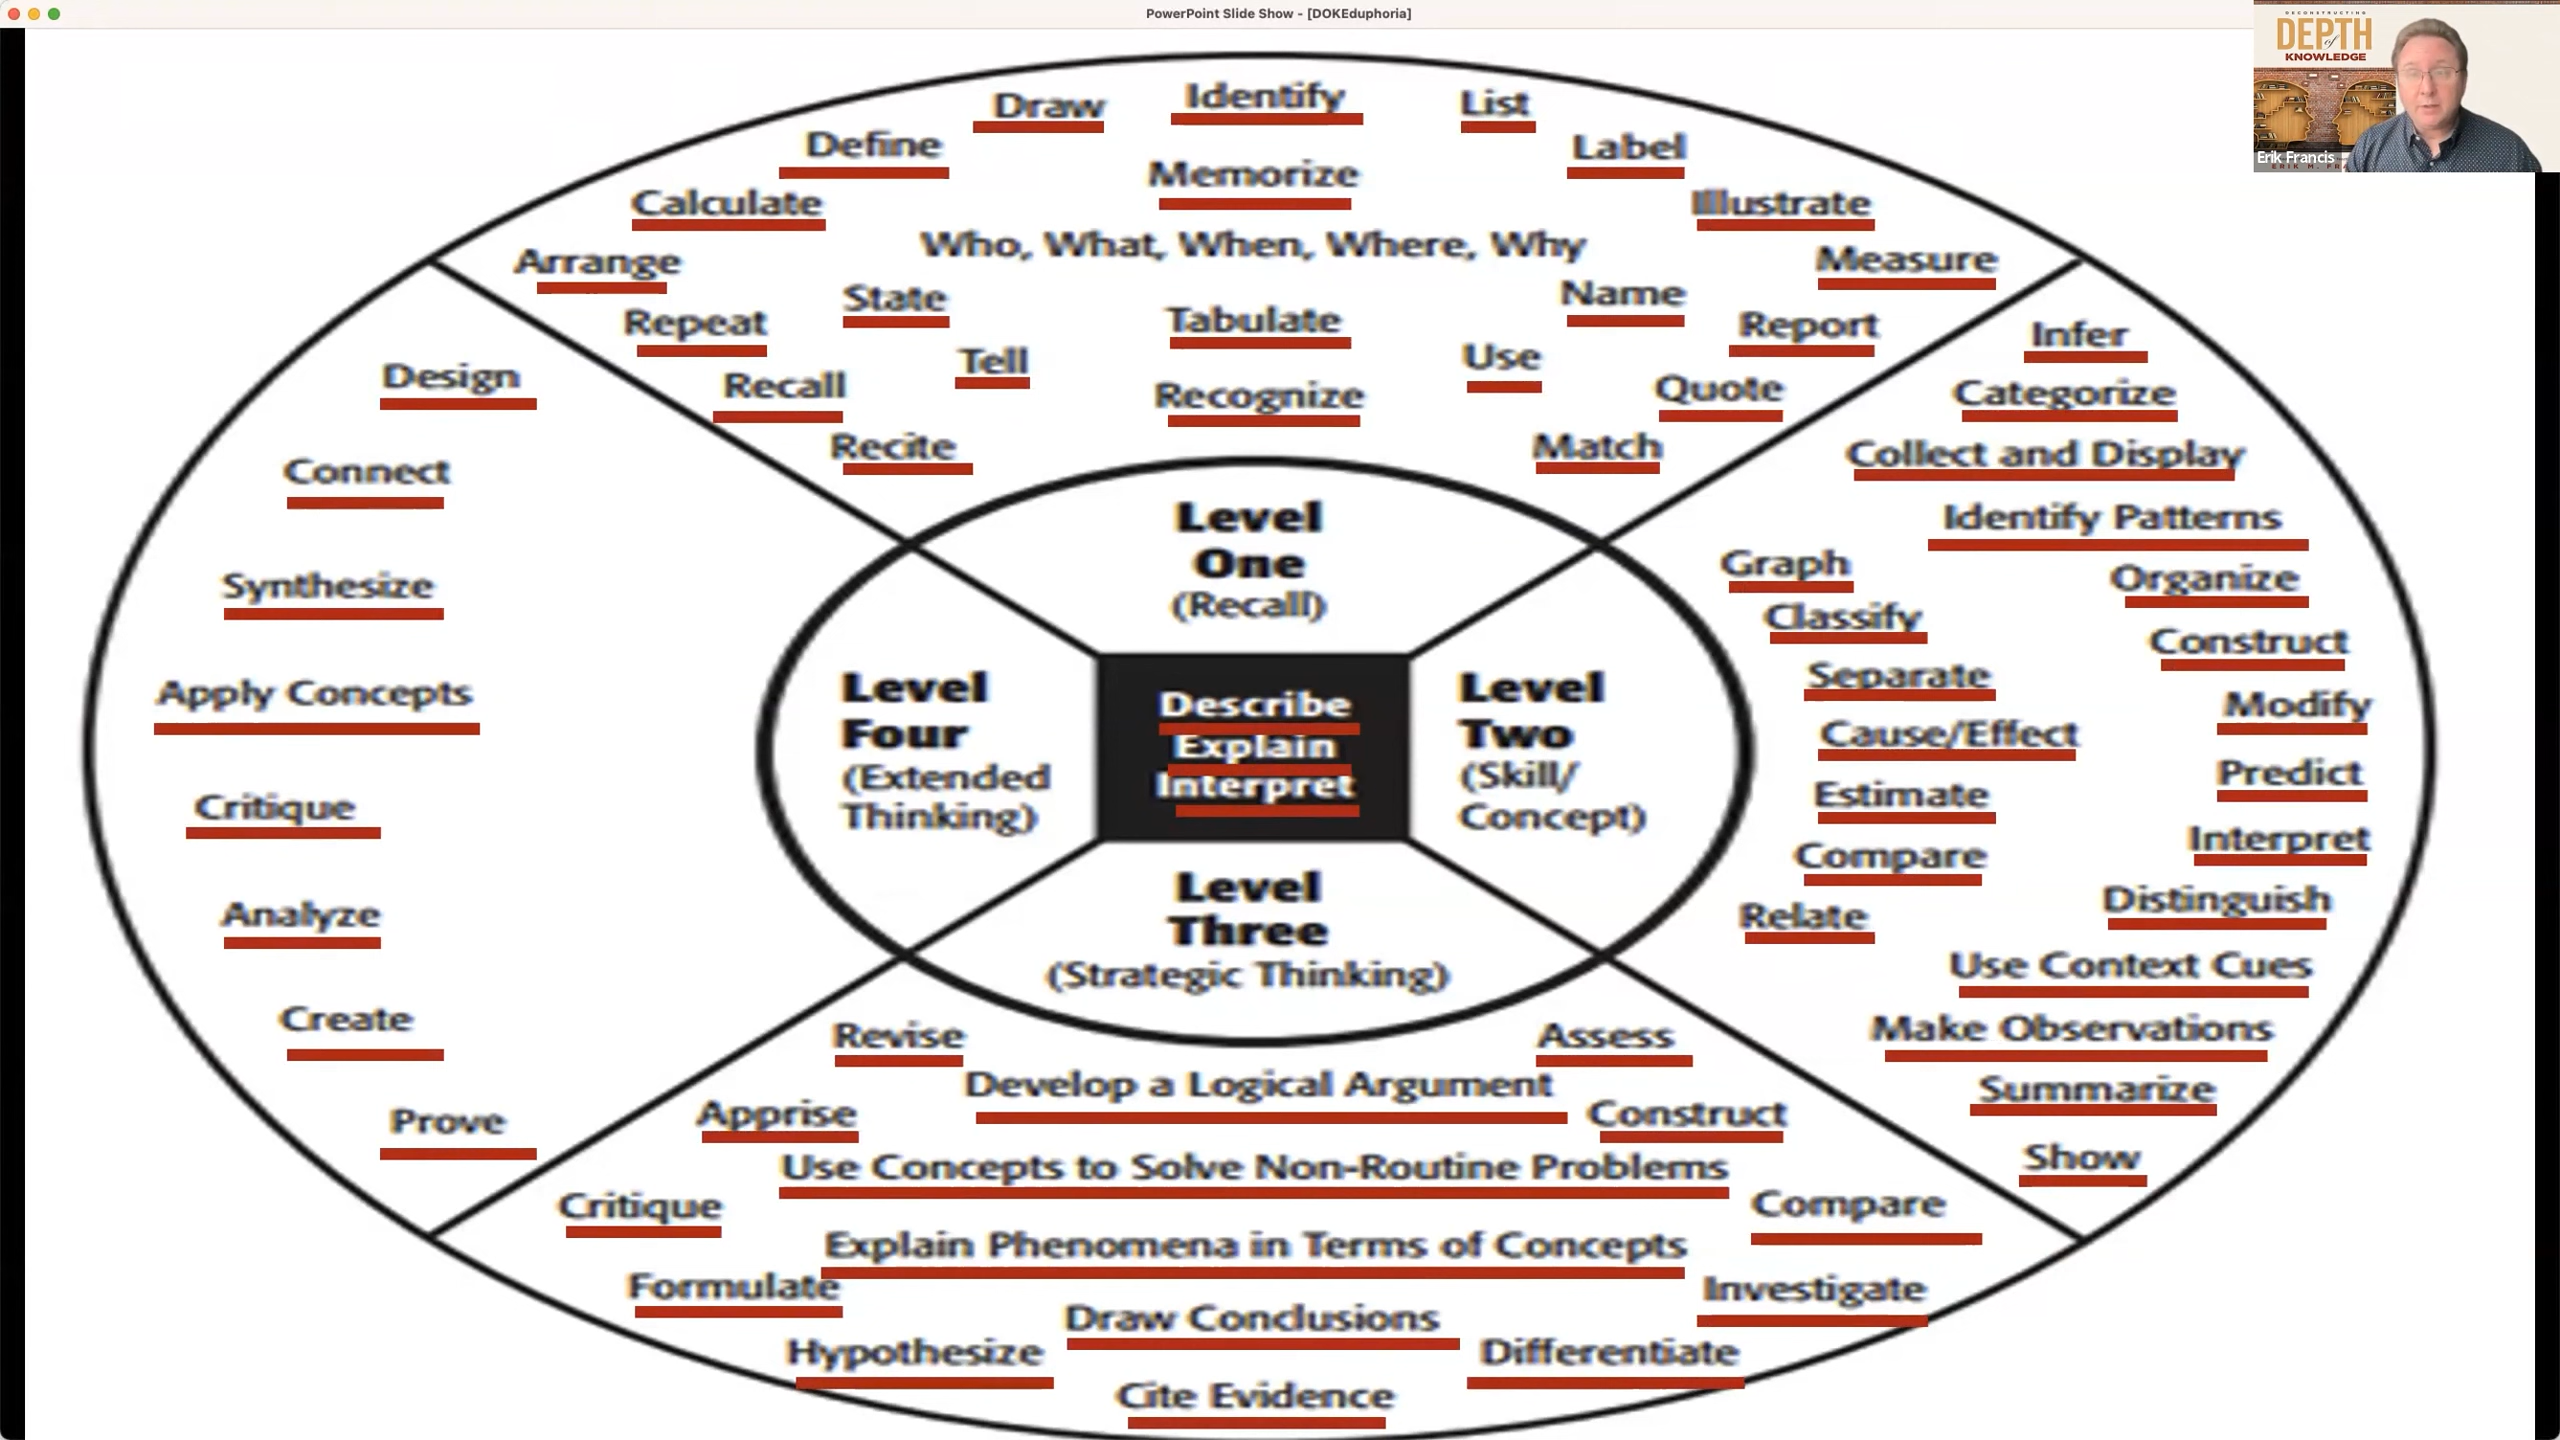 PowerPoint Slide Show - [DOKEduphoria]
DECONSTRUCTING
DEPTH
of
KNOWLEDGE
Erik Francis
Draw
Identify
List
Define
Label
Memorize
Calculate
Illustrate
Who, What, When, Where, Why
Arrange
Measure
State
Name
Repeat
Tabulate
Report
Tell
Use
Recall
Recognize
Quote
Recite
Match
Level
One
(Recall)
Infer
Categorize
Collect and Display
Identify Patterns
Graph
Organize
Classify
Construct
Separate
Modify
Cause/Effect
Predict
Estimate
Interpret
Compare
Distinguish
Relate
Use Context Cues
Make Observations
Summarize
Show
Level
Two
(Skill/
Concept)
Describe
Explain
Interpret
Level
Four
(Extended
Thinking)
Design
Connect
Synthesize
Apply Concepts
Critique
Analyze
Create
Prove
Level
Three
(Strategic Thinking)
Revise
Assess
Develop a Logical Argument
Apprise
Construct
Use Concepts to Solve Non-Routine Problems
Critique
Compare
Explain Phenomena in Terms of Concepts
Formulate
Investigate
Draw Conclusions
Hypothesize
Differentiate
Cite Evidence